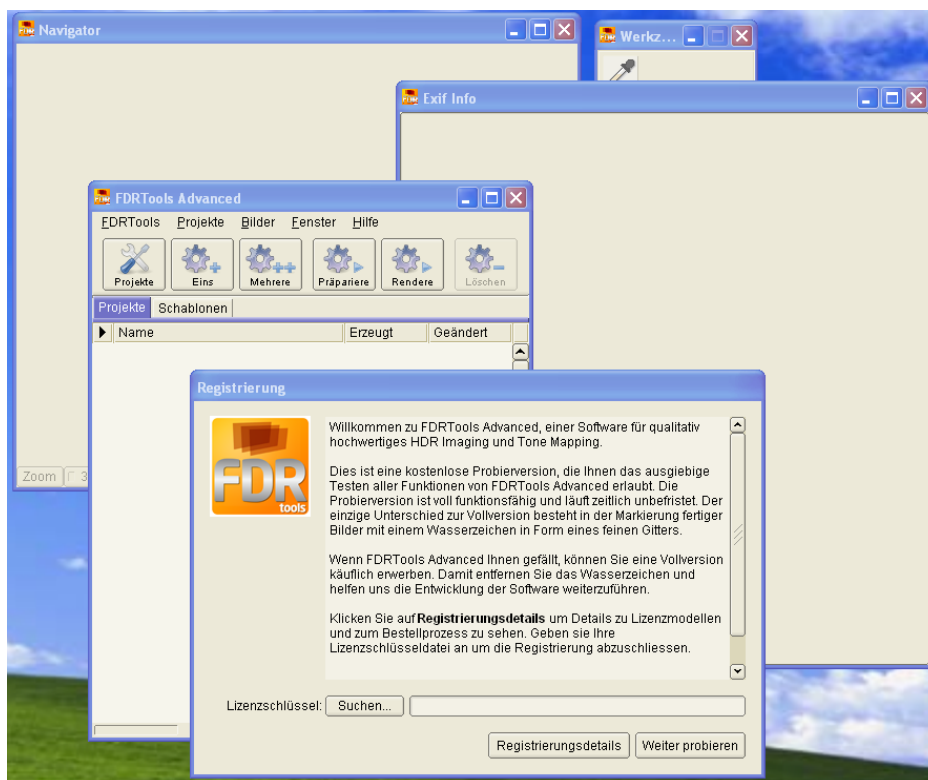 Navigator
Werkz...
Exif Info
FDRTools Advanced
FDRTools Projekte Bilder Fenster Hilfe
Projekte Eins Mehrere Präpariere Rendere Löschen
Projekte Schablonen
Name Erzeugt Geändert
Zoom 3
Registrierung
FDR
tools
Willkommen zu FDRTools Advanced, einer Software für qualitativ
hochwertiges HDR Imaging und Tone Mapping.
Dies ist eine kostenlose Probierversion, die Ihnen das ausgiebige
Testen aller Funktionen von FDRTools Advanced erlaubt. Die
Probierversion ist voll funktionsfähig und läuft zeitlich unbefristet. Der
einzige Unterschied zur Vollversion besteht in der Markierung fertiger
Bilder mit einem Wasserzeichen in Form eines feinen Gitters.
Wenn FDRTools Advanced Ihnen gefällt, können Sie eine Vollversion
käuflich erwerben. Damit entfernen Sie das Wasserzeichen und
helfen uns die Entwicklung der Software weiterzuführen.
Klicken Sie auf Registrierungsdetails um Details zu Lizenzmodellen
und zum Bestellprozess zu sehen. Geben sie Ihre
Lizenzschlüsseldatei an um die Registrierung abzuschliessen.
Lizenzschlüssel: Suchen...
Registrierungsdetails Weiter probieren